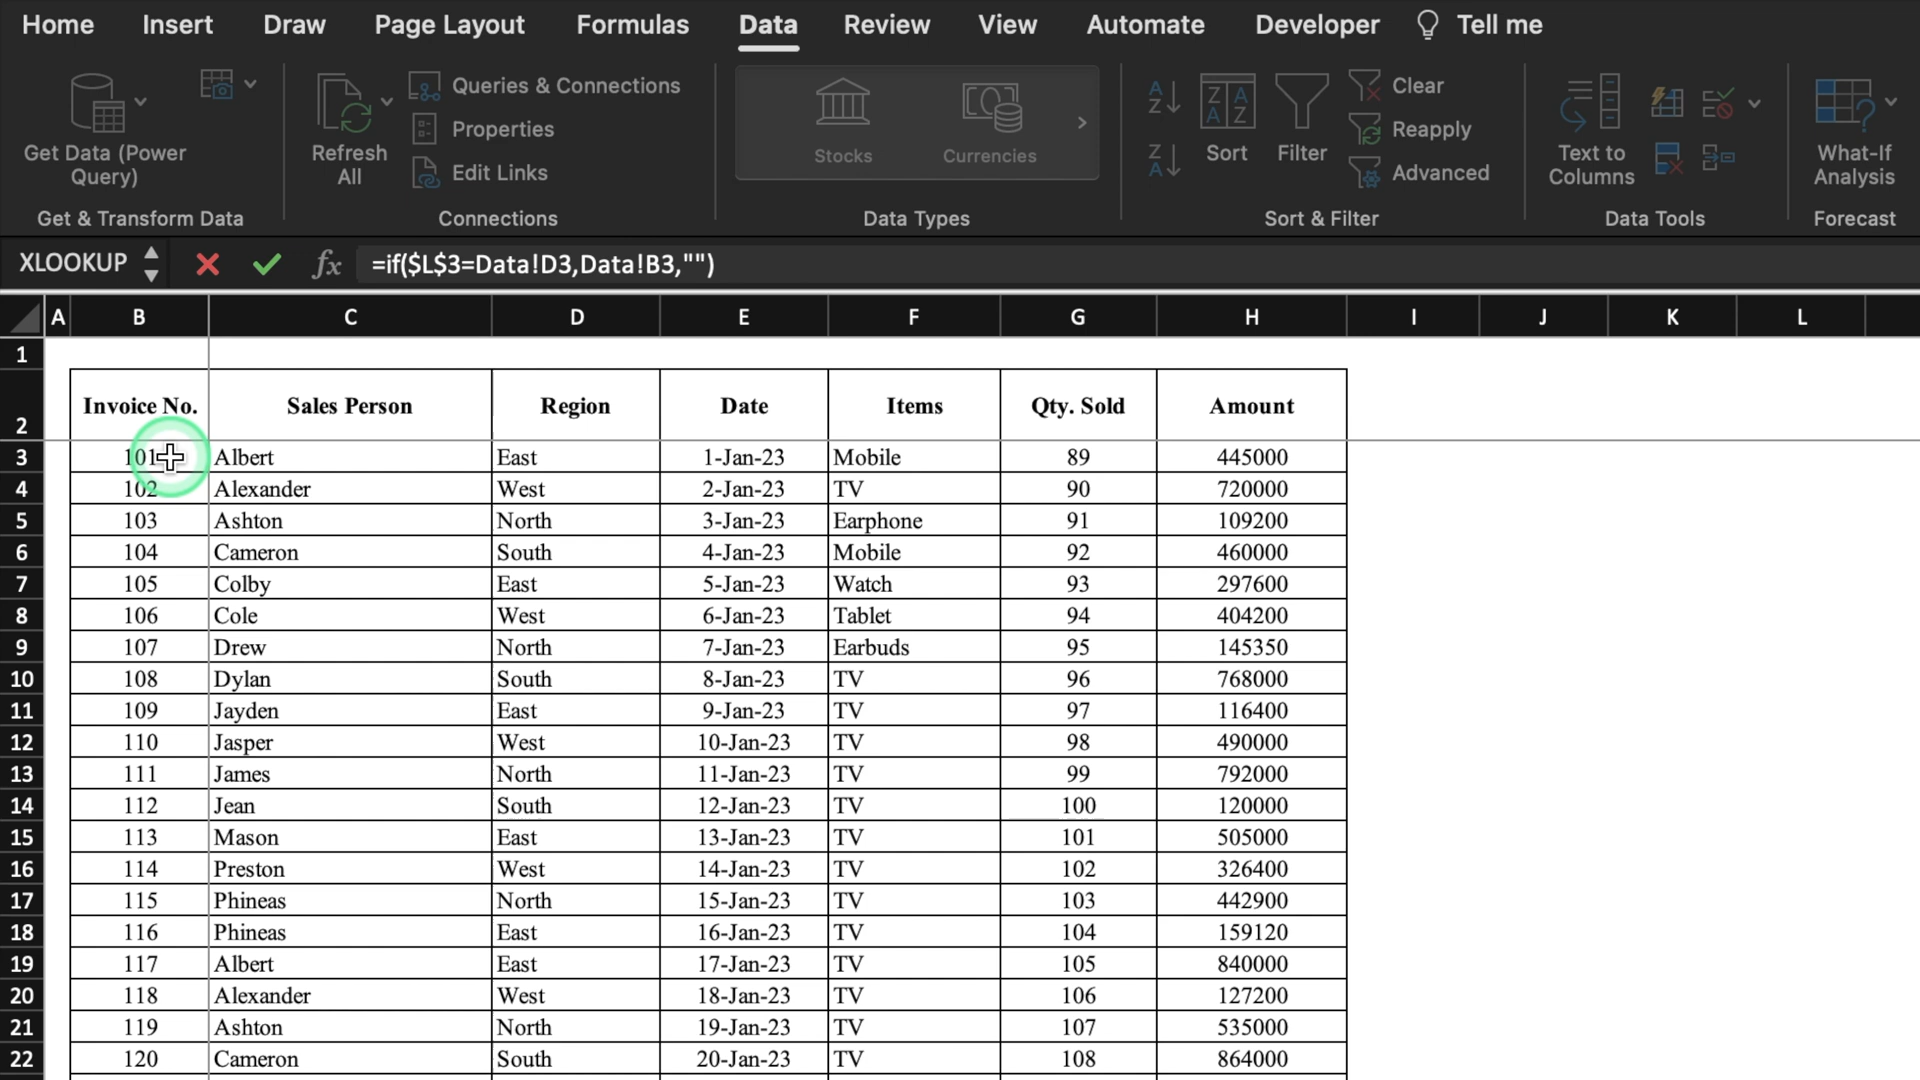 Home Insert Draw Page Layout Formulas Data Review View Automate Developer Tell me
Get Data (Power Query)
Refresh All
Queries & Connections
Properties
Edit Links
Stocks
Currencies
Sort
Filter
Clear
Reapply
Advanced
Text to Columns
What-If Analysis
Get & Transform Data
Connections
Data Types
Sort & Filter
Data Tools
Forecast
XLOOKUP fx =if($L$3=Data!D3,Data!B3,"")
A B C D E F G H I J K L
1
2 Invoice No. Sales Person Region Date Items Qty. Sold Amount
3 101 Albert East 1-Jan-23 Mobile 89 445000
4 102 Alexander West 2-Jan-23 TV 90 720000
5 103 Ashton North 3-Jan-23 Earphone 91 109200
6 104 Cameron South 4-Jan-23 Mobile 92 460000
7 105 Colby East 5-Jan-23 Watch 93 297600
8 106 Cole West 6-Jan-23 Tablet 94 404200
9 107 Drew North 7-Jan-23 Earbuds 95 145350
10 108 Dylan South 8-Jan-23 TV 96 768000
11 109 Jayden East 9-Jan-23 TV 97 116400
12 110 Jasper West 10-Jan-23 TV 98 490000
13 111 James North 11-Jan-23 TV 99 792000
14 112 Jean South 12-Jan-23 TV 100 120000
15 113 Mason East 13-Jan-23 TV 101 505000
16 114 Preston West 14-Jan-23 TV 102 326400
17 115 Phineas North 15-Jan-23 TV 103 442900
18 116 Phineas East 16-Jan-23 TV 104 159120
19 117 Albert East 17-Jan-23 TV 105 840000
20 118 Alexander West 18-Jan-23 TV 106 127200
21 119 Ashton North 19-Jan-23 TV 107 535000
22 120 Cameron South 20-Jan-23 TV 108 864000